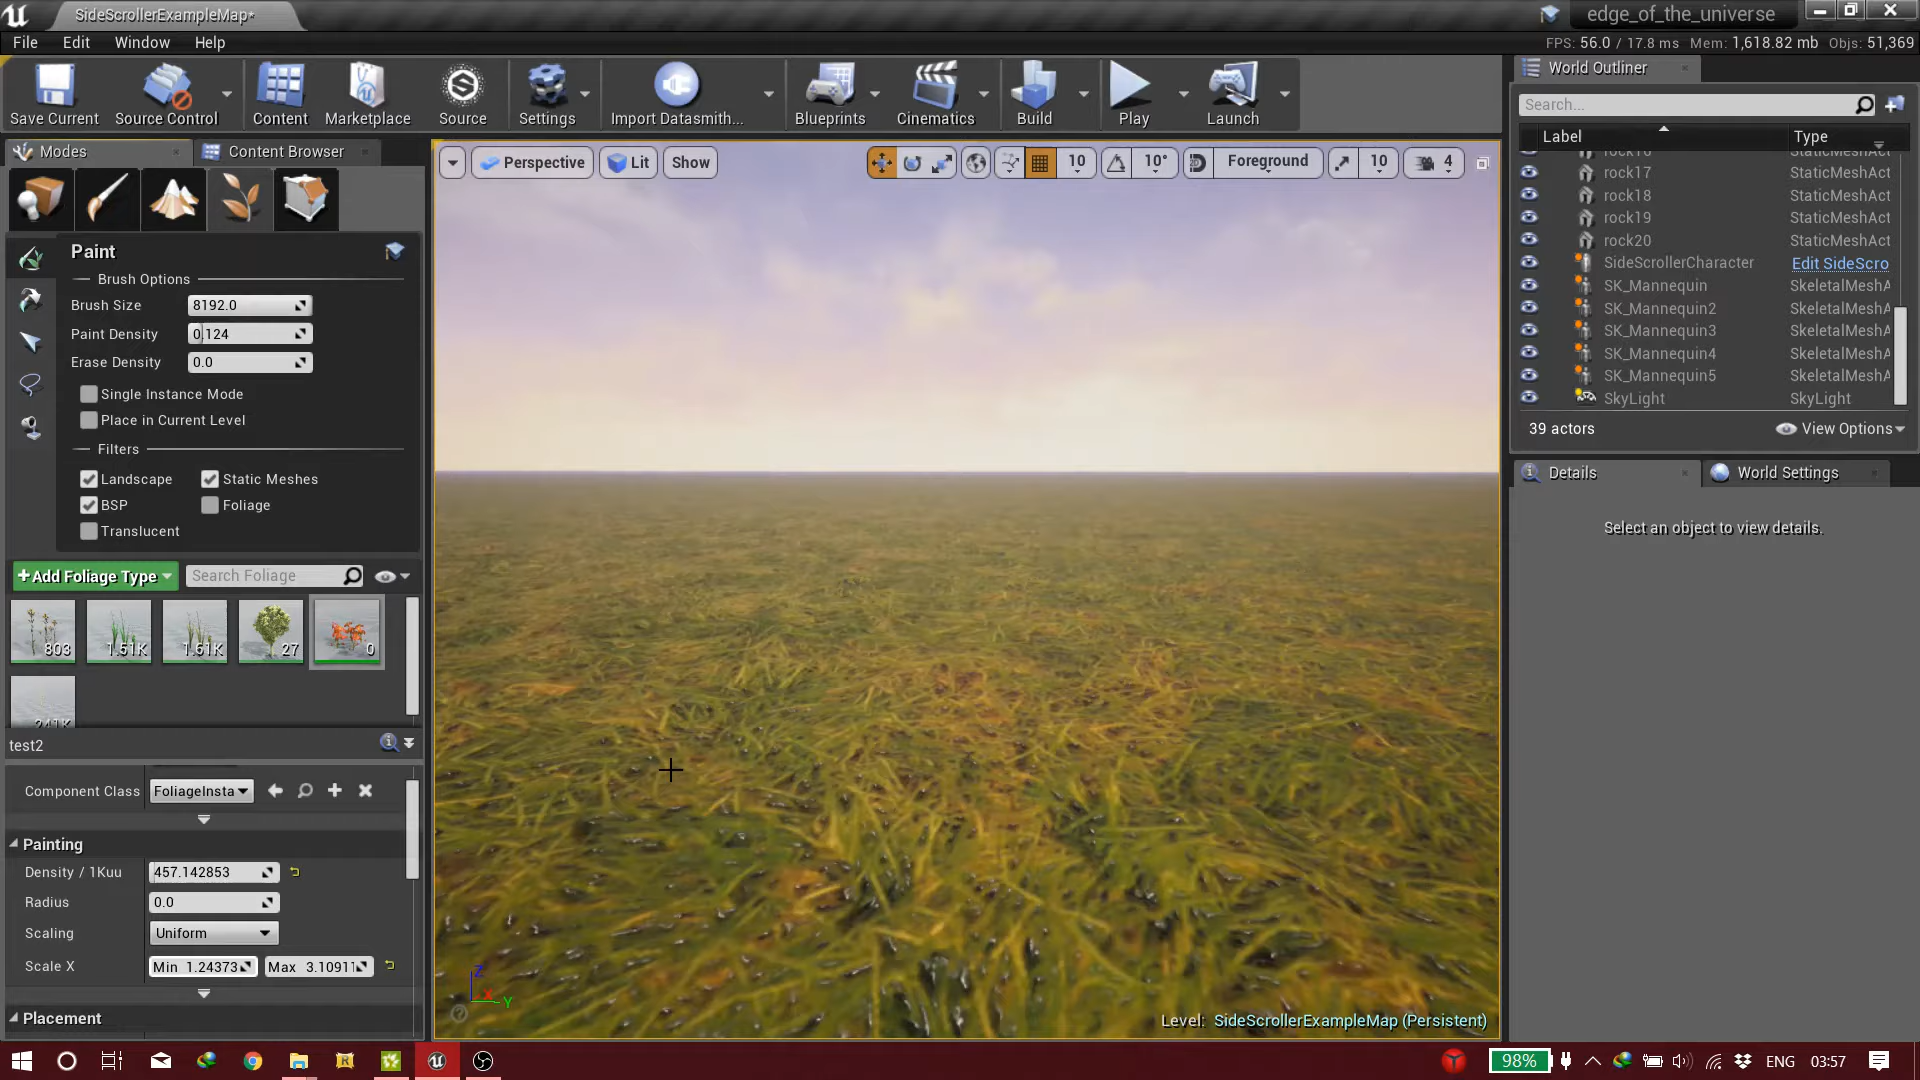 SideScrollerExampleMap*
edge_of_the_universe
File Edit Window Help
FPS: 56.0 / 17.8 ms Mem: 1,618.82 mb Objs: 51,369
Save Current
Source Control
Content
Marketplace
Source
Settings
Import Datasmith...
Blueprints
Cinematics
Build
Play
Launch
World Outliner
Search...
Label
Type
Modes
Content Browser
Perspective
Lit
Show
10
10°
Foreground
10
4
rock17 StaticMeshAct
rock18 StaticMeshAct
rock19 StaticMeshAct
rock20 StaticMeshAct
SideScrollerCharacter Edit SideScro
SK_Mannequin SkeletalMeshA
SK_Mannequin2 SkeletalMeshA
SK_Mannequin3 SkeletalMeshA
SK_Mannequin4 SkeletalMeshA
SK_Mannequin5 SkeletalMeshA
SkyLight SkyLight
39 actors
View Options
Details
World Settings
Select an object to view details.
Paint
Brush Options
Brush Size 8192.0
Paint Density 0.124
Erase Density 0.0
Single Instance Mode
Place in Current Level
Filters
Landscape Static Meshes
BSP Foliage
Translucent
+Add Foliage Type
Search Foliage
803 1.51K 1.61K 27 0
test2
Component Class FoliageInsta
Painting
Density / 1Kuu 457.142853
Radius 0.0
Scaling Uniform
Scale X Min 1.24373 Max 3.10911
Placement
Z
X
Y
Level: SideScrollerExampleMap (Persistent)
98%
ENG
03:57